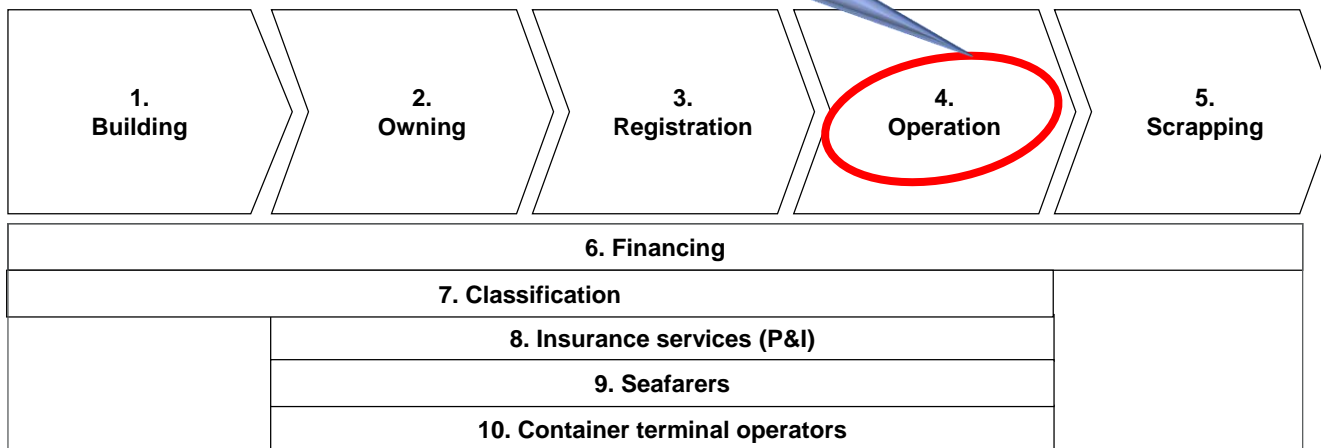 1.
Building
2.
Owning
3.
Registration
4.
Operation
5.
Scrapping
6. Financing
7. Classification
8. Insurance services (P&I)
9. Seafarers
10. Container terminal operators